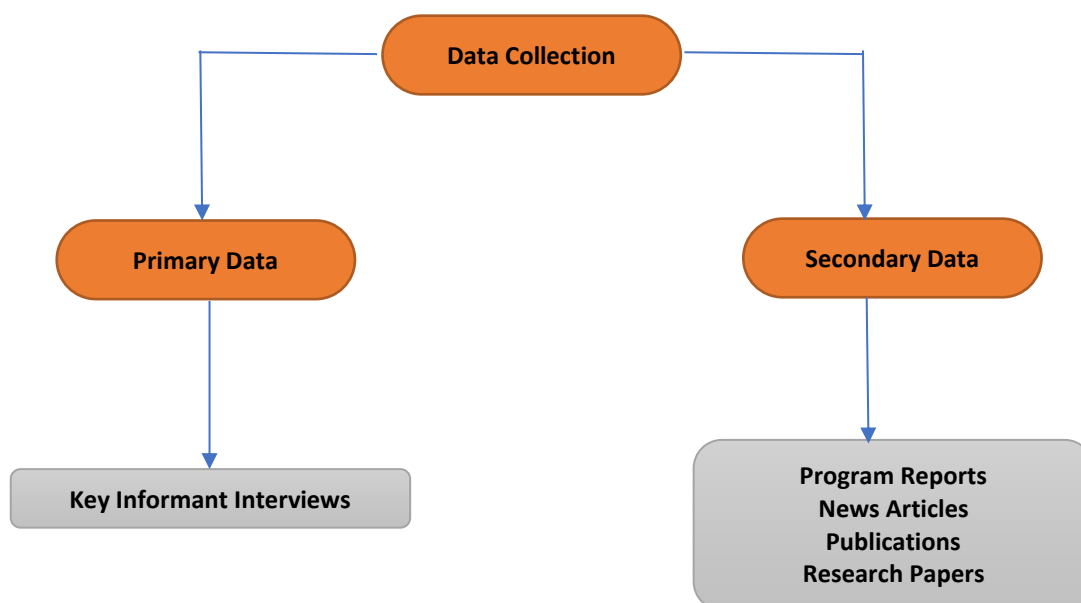 Data Collection
Primary Data
Secondary Data
Key Informant Interviews
Program Reports
News Articles
Publications
Research Papers